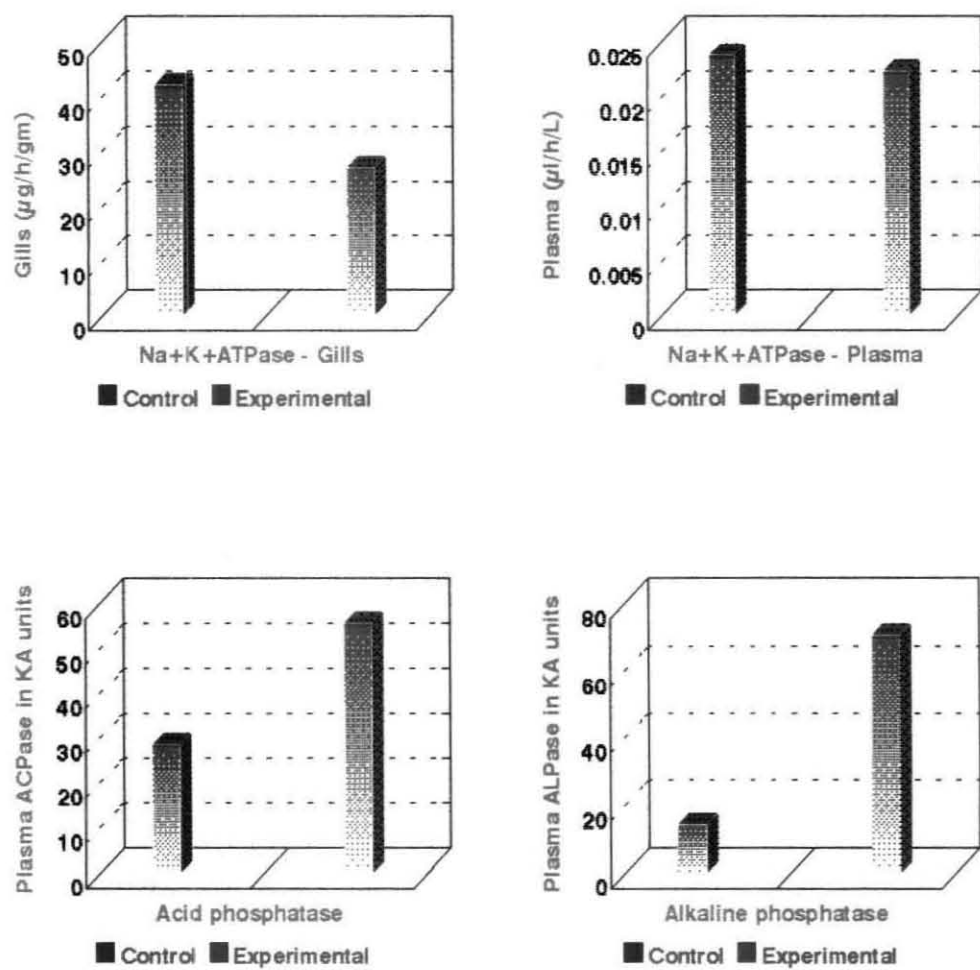 Gills (µg/h/gm)
50
40
30
20
10
0
Na+K+ATPase - Gills
Control Experimental
Plasma (µl/h/L)
0.025
0.02
0.015
0.01
0.005
0
Na+K+ATPase - Plasma
Control Experimental
Plasma ACPase in KA units
60
50
40
30
20
10
0
Acid phosphatase
Control Experimental
Plasma ALPase in KA units
80
60
40
20
0
Alkaline phosphatase
Control Experimental